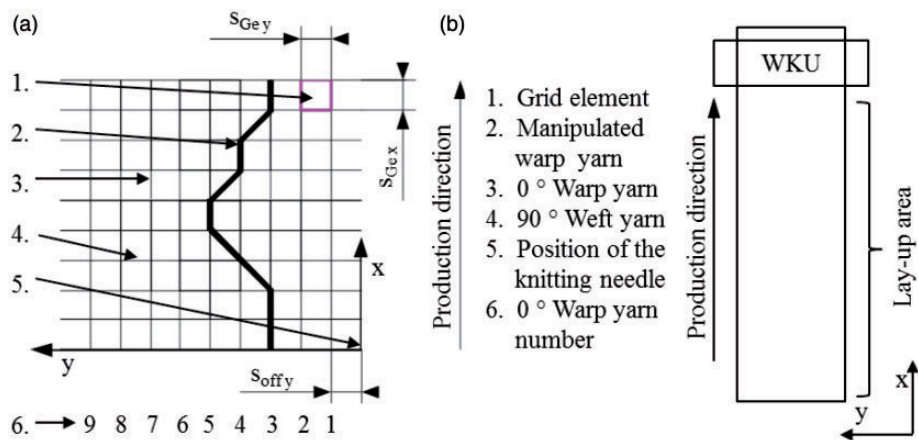 (a)
s_Ge y
1.
2.
3.
4.
5.
s_Ge x
x
y
s_off y
6. 9 8 7 6 5 4 3 2 1
Production direction
(b)
1. Grid element
2. Manipulated
warp yarn
3. 0 ° Warp yarn
4. 90 ° Weft yarn
5. Position of the
knitting needle
6. 0 ° Warp yarn
number
WKU
Production direction
Lay-up area
x
y